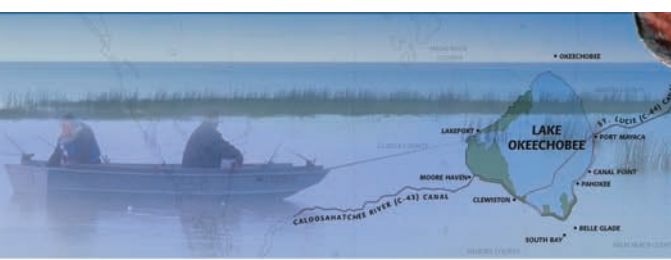 OKEECHOBEE
ST. LUCIE (C-44)
LAKEPORT
LAKE
OKEECHOBEE
PORT MAYACA
MOORE HAVEN
CANAL POINT
PAHOKEE
CLEWISTON
CALOOSAHATCHEE RIVER (C-43) CANAL
BELLE GLADE
SOUTH BAY